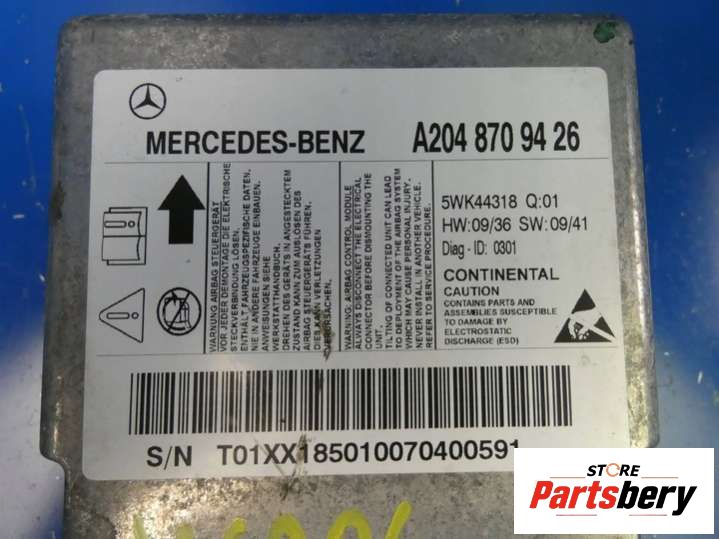 MERCEDES-BENZ
A204 870 94 26
WARNUNG: AIRBAG STEUERGERÄT
VOR JEDER DEMONTAGE DIE ELEKTRISCHE
STECKVERBINDUNG LÖSEN.
ENTHÄLT FAHRZEUGSPEZIFISCHE DATEN.
NIE IN ANDERE FAHRZEUGE EINBAUEN.
ANWEISUNGEN SIEHE
WERKSTATTHANDBUCH.
DREHEN DES GERÄTS IN ANGESTECKTEM
ZUSTAND KANN ZUM AUSLÖSEN DES
AIRBAG STEUERGERÄTS FÜHREN.
DIES KANN VERLETZUNGEN
VERURSACHEN.
WARNING: AIRBAG CONTROL MODULE
ALWAYS DISCONNECT THE ELECTRICAL
CONNECTOR BEFORE DISMOUNTING THE
UNIT.
TILTING OF CONNECTED UNIT CAN LEAD
TO DEPLOYMENT OF THE AIRBAG SYSTEM
WHICH MAY CAUSE PERSONAL INJURY.
NEVER INSTALL IN ANOTHER VEHICLE.
REFER TO SERVICE PROCEDURE.
5WK44318 Q:01
HW:09/36 SW:09/41
Diag-ID: 0301
CONTINENTAL
CAUTION
CONTAINS PARTS AND
ASSEMBLIES SUSCEPTIBLE
TO DAMAGE BY
ELECTROSTATIC
DISCHARGE (ESD)
S/N T01XX185010070400591
STORE
Partsbery